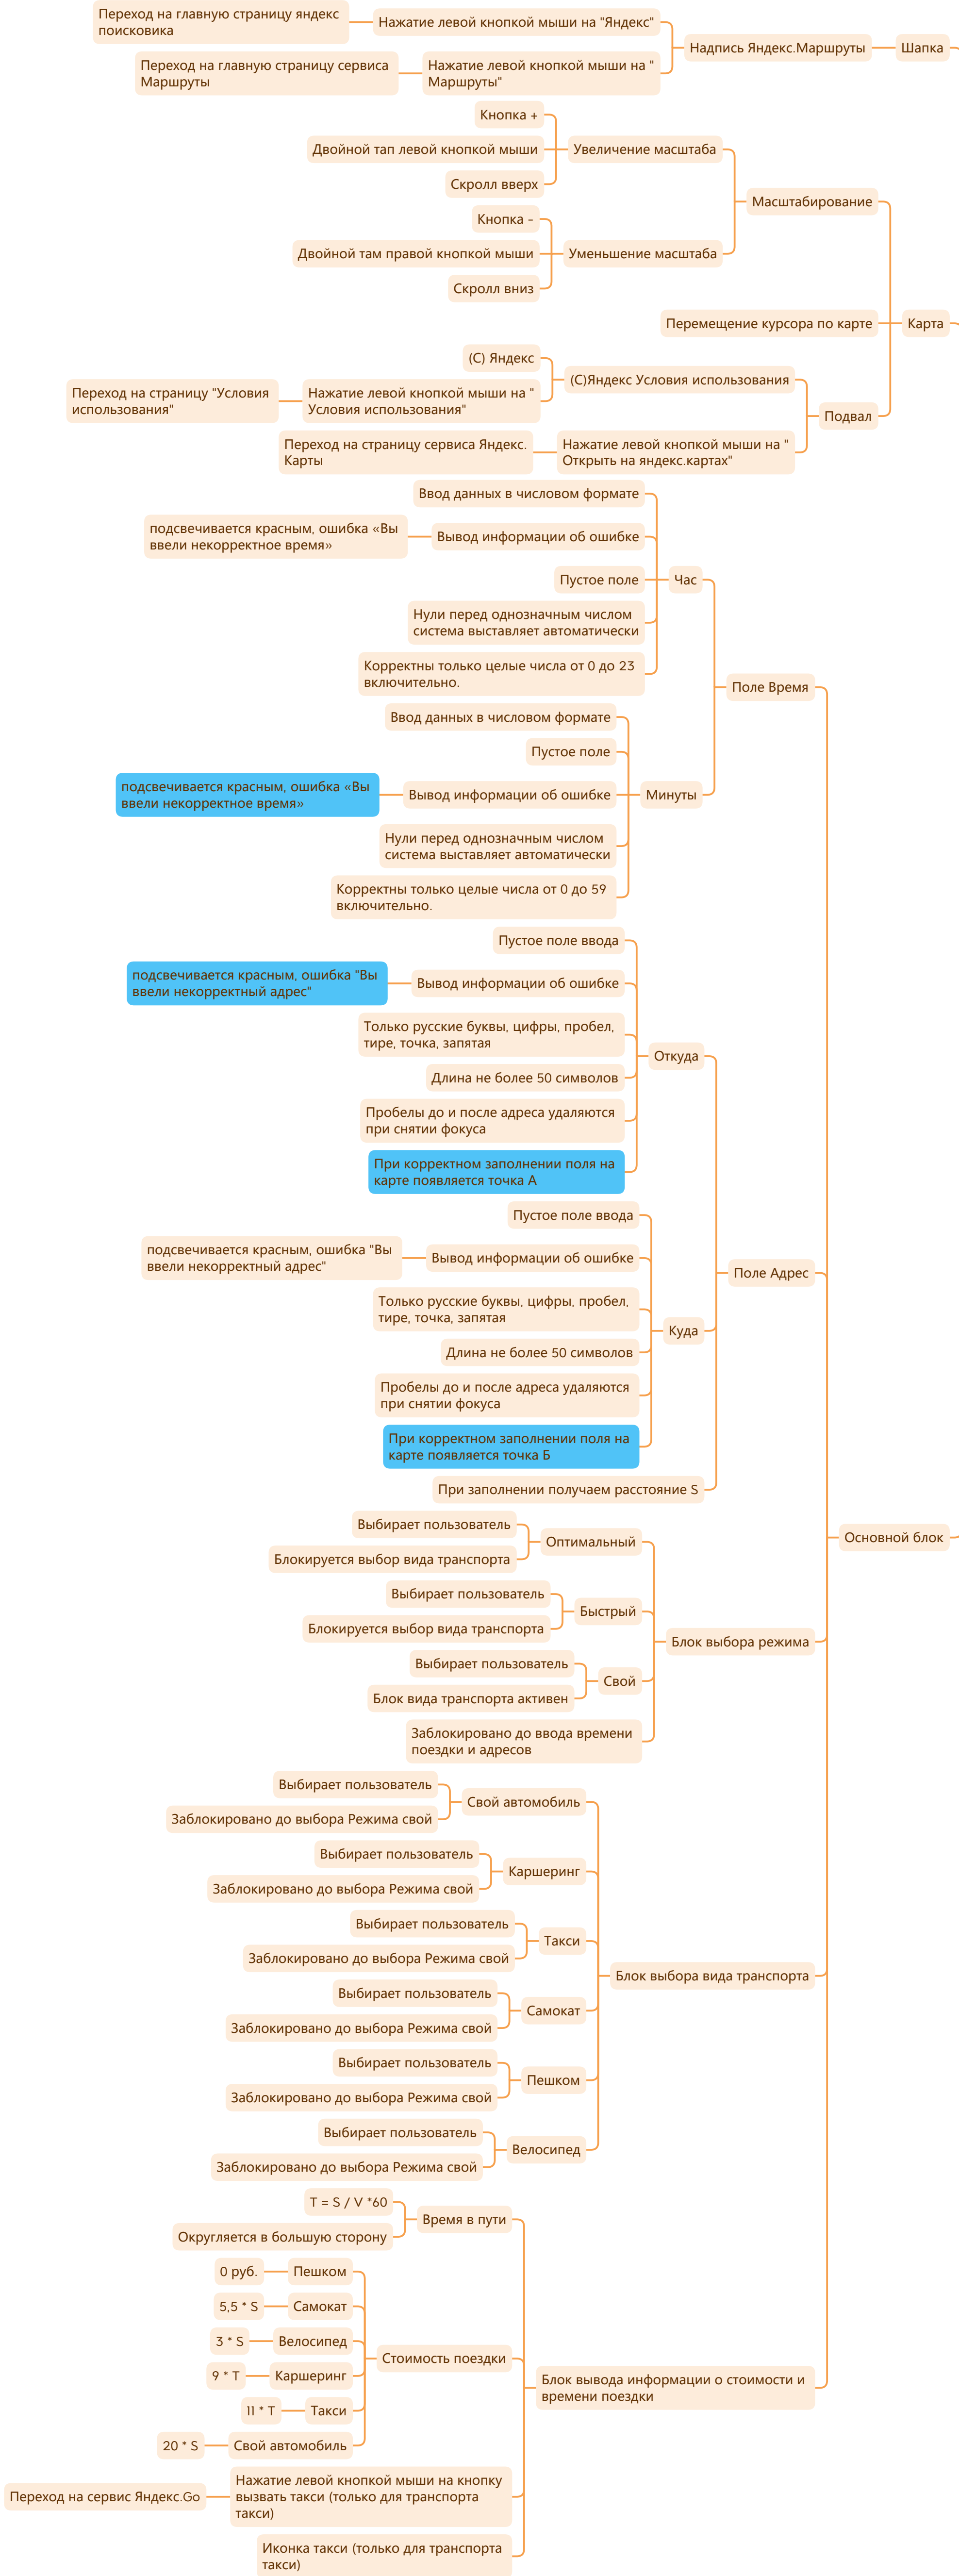 Переход на главную страницу яндекс
поисковика
Нажатие левой кнопкой мыши на "Яндекс"
Надпись Яндекс.Маршруты
Шапка
Переход на главную страницу сервиса
Маршруты
Нажатие левой кнопкой мыши на "
Маршруты"
Кнопка +
Двойной тап левой кнопкой мыши
Увеличение масштаба
Скролл вверх
Масштабирование
Кнопка -
Двойной там правой кнопкой мыши
Уменьшение масштаба
Скролл вниз
Перемещение курсора по карте
Карта
(С) Яндекс
(С)Яндекс Условия использования
Переход на страницу "Условия
использования"
Нажатие левой кнопкой мыши на "
Условия использования"
Подвал
Переход на страницу сервиса Яндекс.
Карты
Нажатие левой кнопкой мыши на "
Открыть на яндекс.картах"
Ввод данных в числовом формате
подсвечивается красным, ошибка «Вы
ввели некорректное время»
Вывод информации об ошибке
Пустое поле
Час
Нули перед однозначным числом
система выставляет автоматически
Корректны только целые числа от 0 до 23
включительно.
Поле Время
Ввод данных в числовом формате
Пустое поле
подсвечивается красным, ошибка «Вы
ввели некорректное время»
Вывод информации об ошибке
Минуты
Нули перед однозначным числом
система выставляет автоматически
Корректны только целые числа от 0 до 59
включительно.
Пустое поле ввода
подсвечивается красным, ошибка "Вы
ввели некорректный адрес"
Вывод информации об ошибке
Только русские буквы, цифры, пробел,
тире, точка, запятая
Откуда
Длина не более 50 символов
Пробелы до и после адреса удаляются
при снятии фокуса
При корректном заполнении поля на
карте появляется точка А
Пустое поле ввода
подсвечивается красным, ошибка "Вы
ввели некорректный адрес"
Вывод информации об ошибке
Поле Адрес
Только русские буквы, цифры, пробел,
тире, точка, запятая
Куда
Длина не более 50 символов
Пробелы до и после адреса удаляются
при снятии фокуса
При корректном заполнении поля на
карте появляется точка Б
При заполнении получаем расстояние S
Основной блок
Выбирает пользователь
Оптимальный
Блокируется выбор вида транспорта
Выбирает пользователь
Быстрый
Блокируется выбор вида транспорта
Блок выбора режима
Выбирает пользователь
Свой
Блок вида транспорта активен
Заблокировано до ввода времени
поездки и адресов
Выбирает пользователь
Свой автомобиль
Заблокировано до выбора Режима свой
Выбирает пользователь
Каршеринг
Заблокировано до выбора Режима свой
Выбирает пользователь
Такси
Заблокировано до выбора Режима свой
Блок выбора вида транспорта
Выбирает пользователь
Самокат
Заблокировано до выбора Режима свой
Выбирает пользователь
Пешком
Заблокировано до выбора Режима свой
Выбирает пользователь
Велосипед
Заблокировано до выбора Режима свой
T = S / V *60
Время в пути
Округляется в большую сторону
0 руб.
Пешком
5,5 * S
Самокат
3 * S
Велосипед
Стоимость поездки
9 * T
Каршеринг
Блок вывода информации о стоимости и
времени поездки
11 * T
Такси
20 * S
Свой автомобиль
Переход на сервис Яндекс.Go
Нажатие левой кнопкой мыши на кнопку
вызвать такси (только для транспорта
такси)
Иконка такси (только для транспорта
такси)